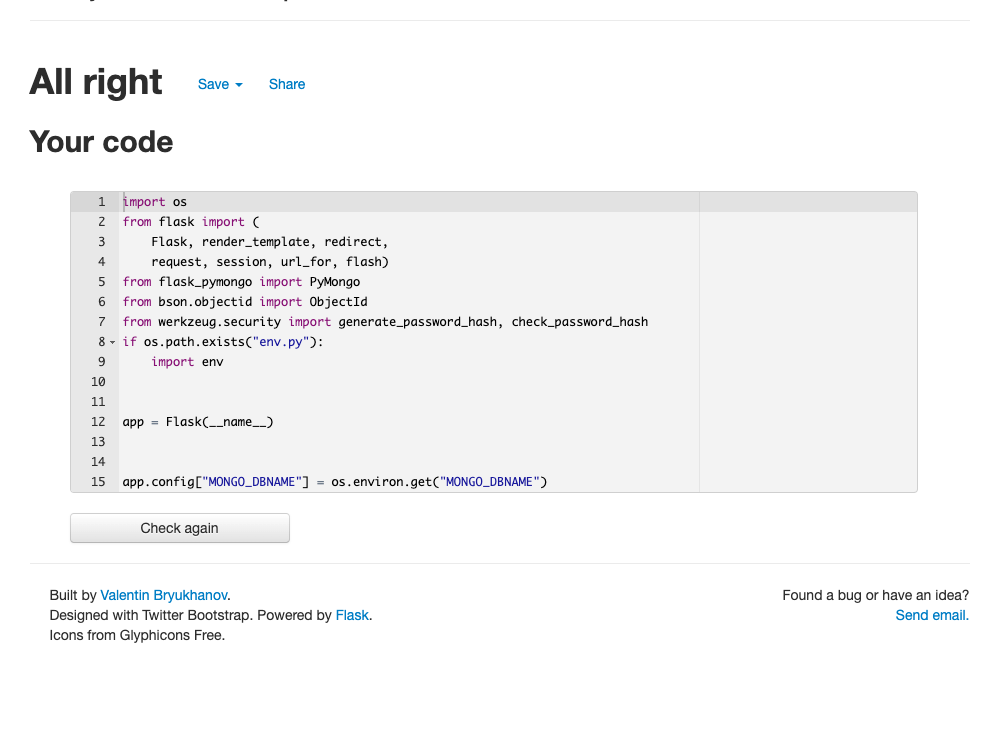 All right
Save Share
Your code
1 import os
2 from flask import (
3     Flask, render_template, redirect,
4     request, session, url_for, flash)
5 from flask_pymongo import PyMongo
6 from bson.objectid import ObjectId
7 from werkzeug.security import generate_password_hash, check_password_hash
8 if os.path.exists("env.py"):
9     import env
10
11
12 app = Flask(__name__)
13
14
15 app.config["MONGO_DBNAME"] = os.environ.get("MONGO_DBNAME")
Check again
Built by Valentin Bryukhanov.
Designed with Twitter Bootstrap. Powered by Flask.
Icons from Glyphicons Free.
Found a bug or have an idea?
Send email.